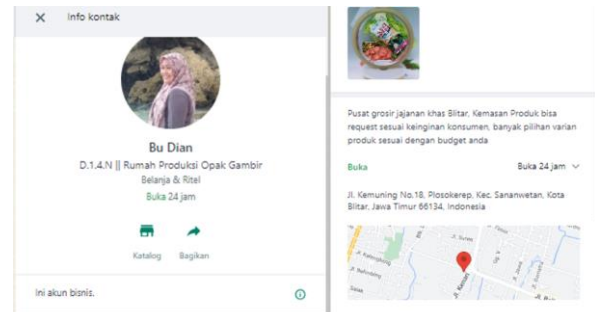 Info kontak
Bu Dian
D.1.4.N || Rumah Produksi Opak Gambir
Belanja & Ritel
Buka 24 jam
Katalog Bagikan
Ini akun bisnis.
Pusat grosir jajanan khas Blitar, Kemasan Produk bisa
request sesuai keinginan konsumen, banyak pilihan varian
produk sesuai dengan budget anda
Buka Buka 24 jam
Jl. Kemuning No.18, Plosokerep, Kec. Sananwetan, Kota
Blitar, Jawa Timur 66134, Indonesia